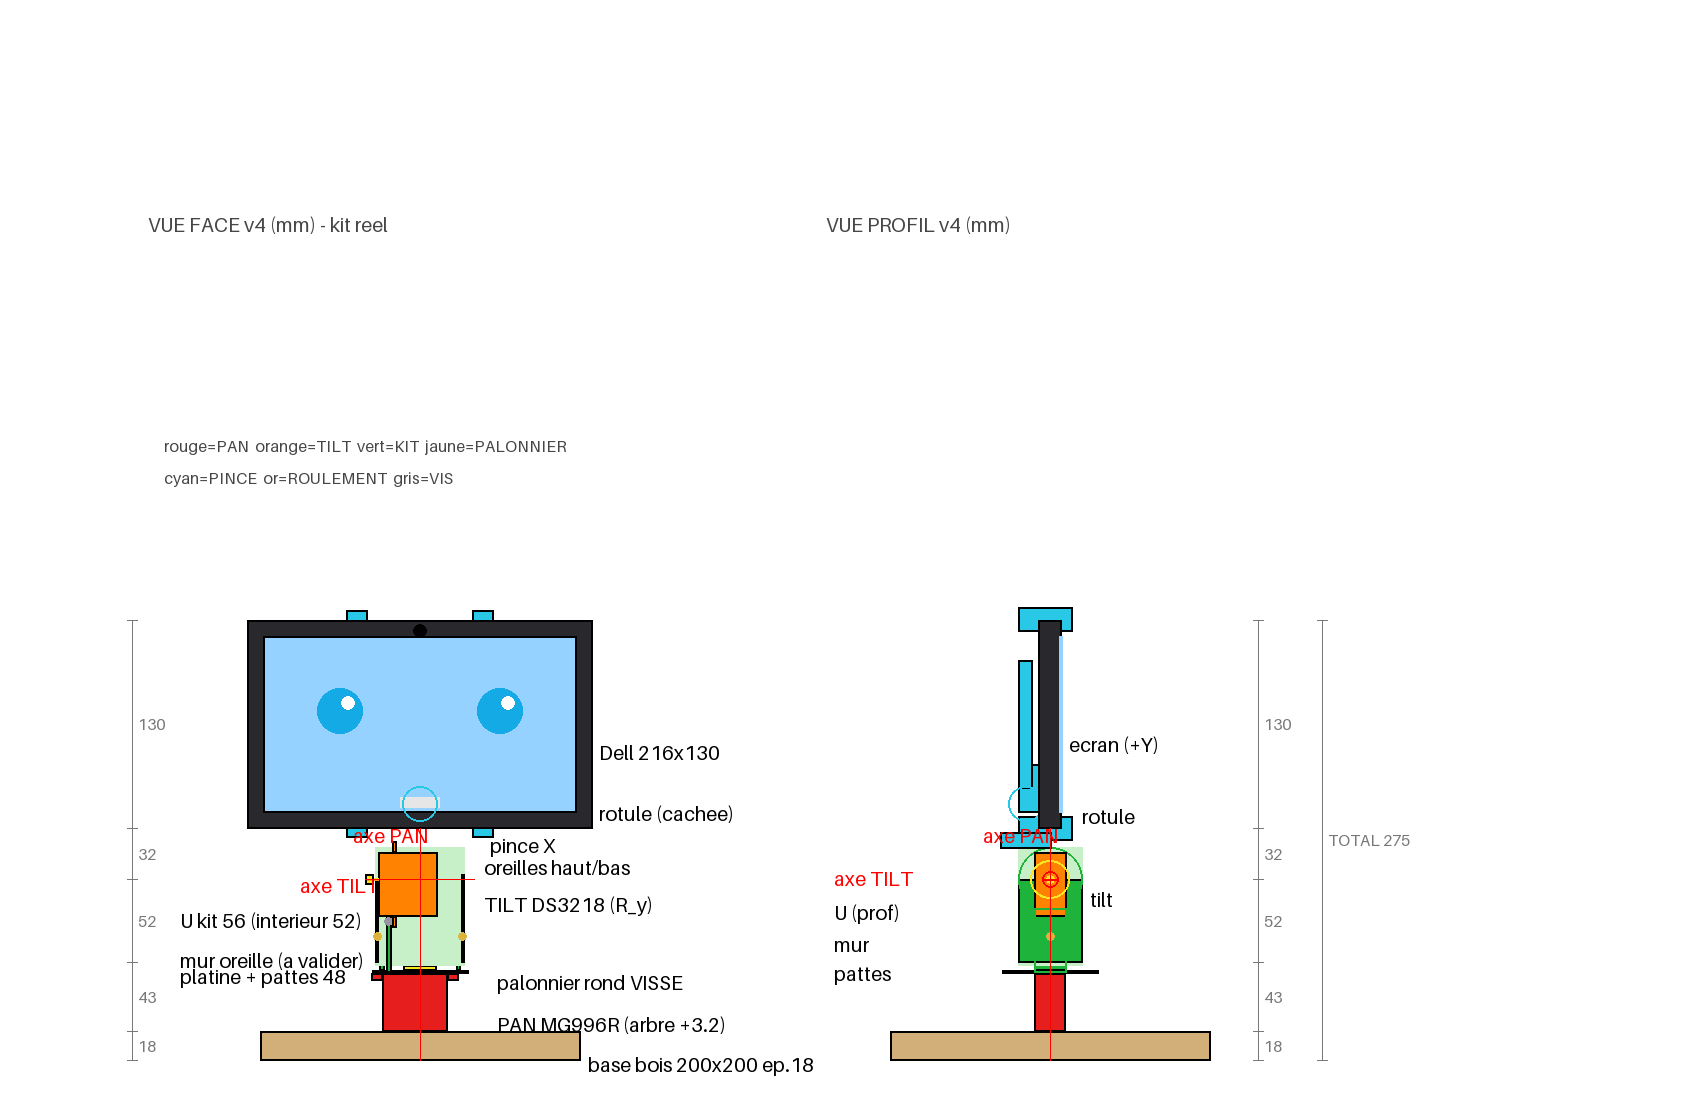 VUE FACE v4 (mm) - kit reel
VUE PROFIL v4 (mm)
rouge=PAN orange=TILT vert=KIT jaune=PALONNIER
cyan=PINCE or=ROULEMENT gris=VIS
130
32
52
43
18
Dell 216x130
rotule (cachee)
axe PAN
pince X
oreilles haut/bas
axe TILT
TILT DS3218 (R_y)
U kit 56 (interieur 52)
mur oreille (a valider)
platine + pattes 48
palonnier rond VISSE
PAN MG996R (arbre +3.2)
base bois 200x200 ep.18
ecran (+Y)
rotule
axe PAN
axe TILT
tilt
U (prof)
mur
pattes
130
32
52
43
18
TOTAL 275